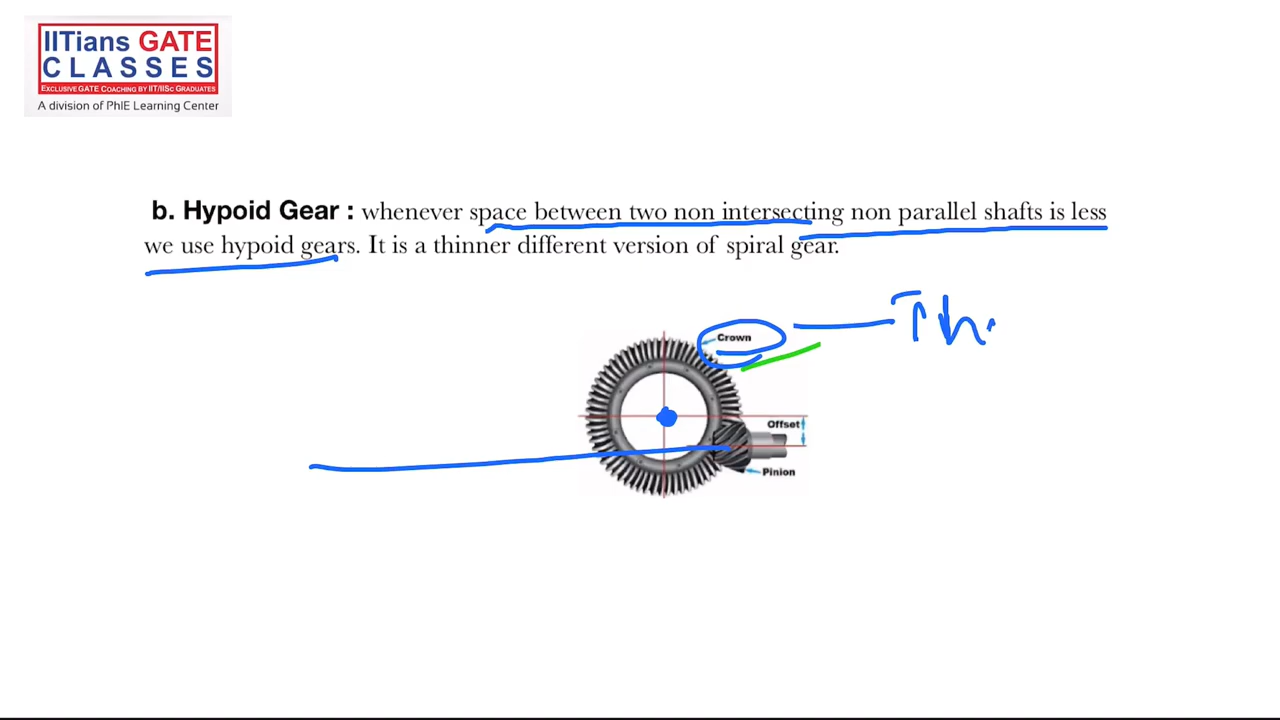 IITians GATE
CLASSES
EXCLUSIVE GATE COACHING BY IIT/IISc GRADUATES
A division of PhIE Learning Center
b. Hypoid Gear : whenever space between two non intersecting non parallel shafts is less
we use hypoid gears. It is a thinner different version of spiral gear.
Crown
Offset
Pinion